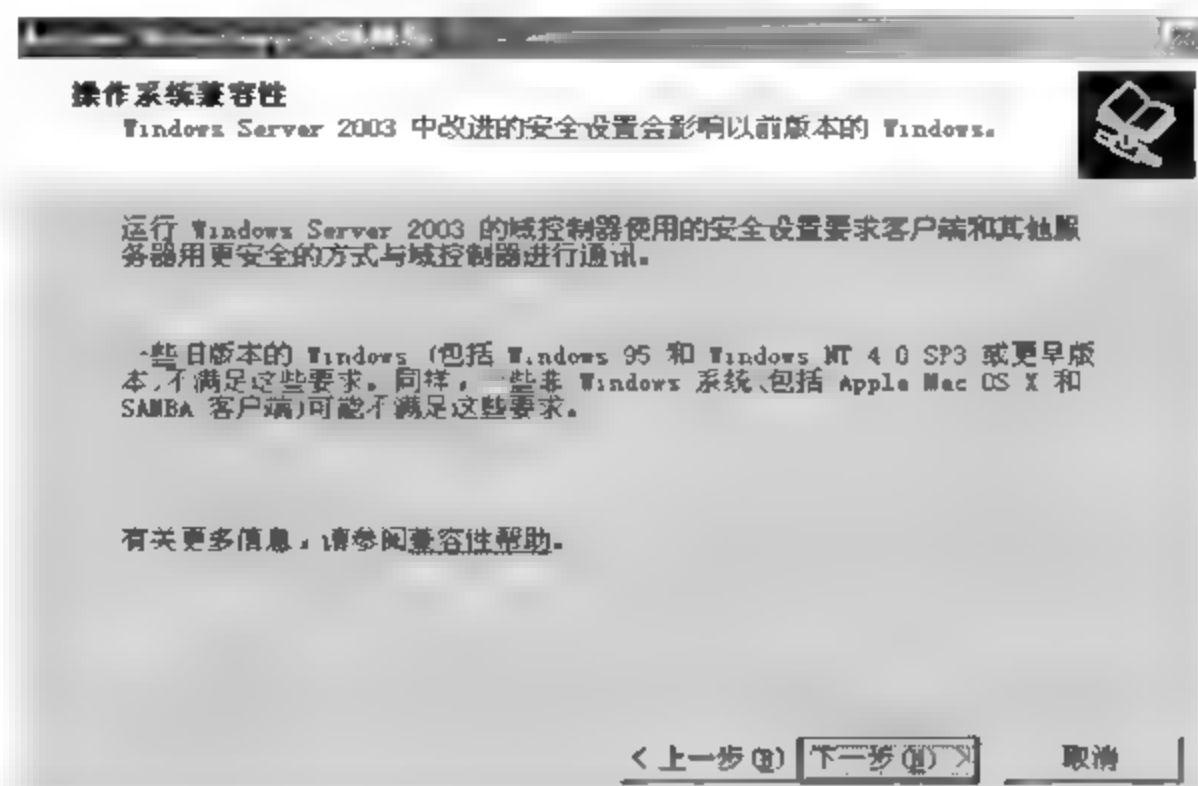 操作系统兼容性
Windows Server 2003 中改进的安全设置会影响以前版本的 Windows。
运行 Windows Server 2003 的域控制器使用的安全设置要求客户端和其他服
务器用更安全的方式与域控制器进行通讯。
一些旧版本的 Windows (包括 Windows 95 和 Windows NT 4.0 SP3 或更早版
本)不满足这些要求。同样,一些非 Windows 系统(包括 Apple Mac OS X 和
SAMBA 客户端)可能不满足这些要求。
有关更多信息,请参阅兼容性帮助。
< 上一步(B) 下一步(N) > 取消